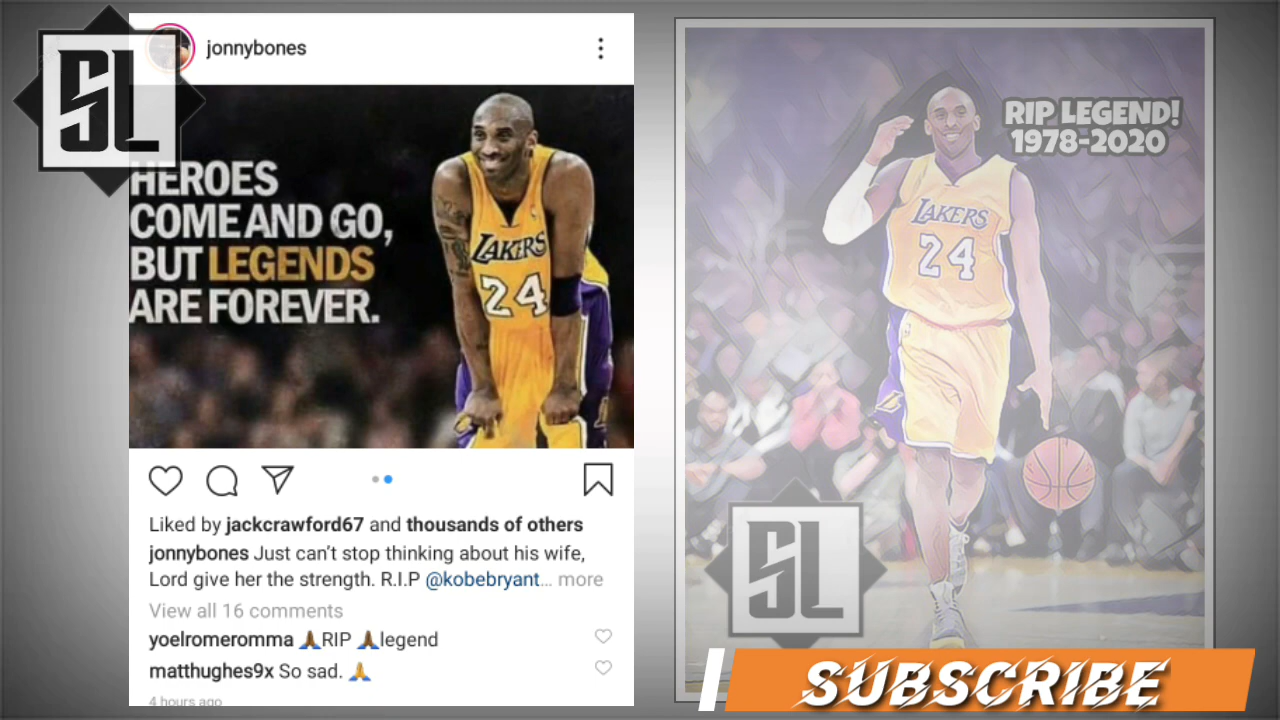 SL
jonnybones
HEROES
COME AND GO,
BUT LEGENDS
ARE FOREVER.
LAKERS
24
Liked by jackcrawford67 and thousands of others
jonnybones Just can't stop thinking about his wife,
Lord give her the strength. R.I.P @kobebryant... more
View all 16 comments
yoelromeromma 🙏🏾RIP 🙏🏾legend
matthughes9x So sad. 🙏
4 hours ago
RIP LEGEND!
1978-2020
LAKERS
24
SL
SUBSCRIBE